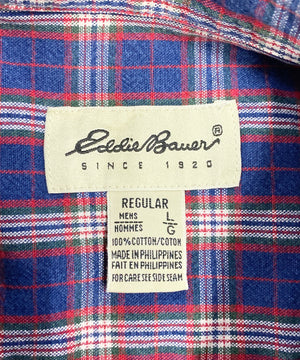 Eddie Bauer®
SINCE 1920
REGULAR
MENS L
HOMMES G
100% COTTON/COTON
MADE IN PHILIPPINES
FAIT EN PHILIPPINES
FOR CARE SEE SIDE SEAM